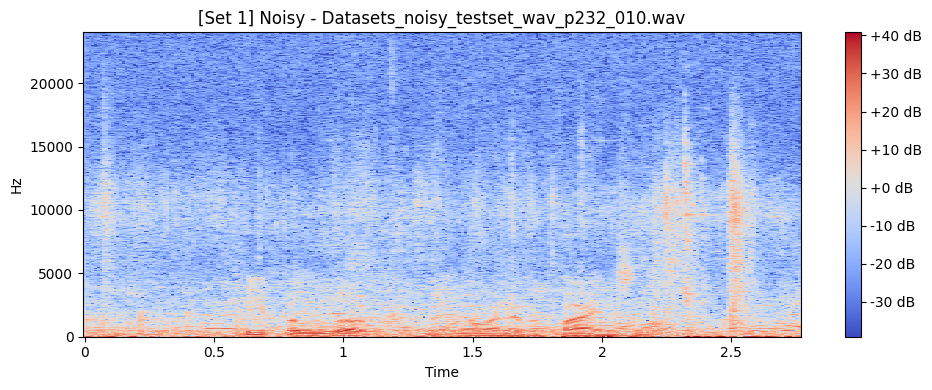 [Set 1] Noisy - Datasets_noisy_testset_wav_p232_010.wav
Hz
20000
15000
10000
5000
0
0
0.5
1
1.5
2
2.5
Time
+40 dB
+30 dB
+20 dB
+10 dB
+0 dB
-10 dB
-20 dB
-30 dB